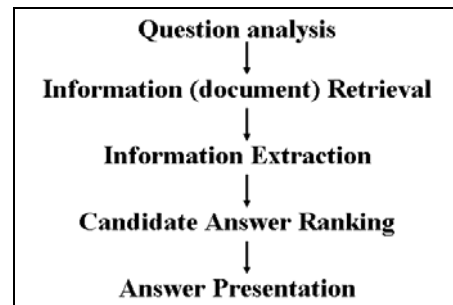 Question analysis
Information (document) Retrieval
Information Extraction
Candidate Answer Ranking
Answer Presentation